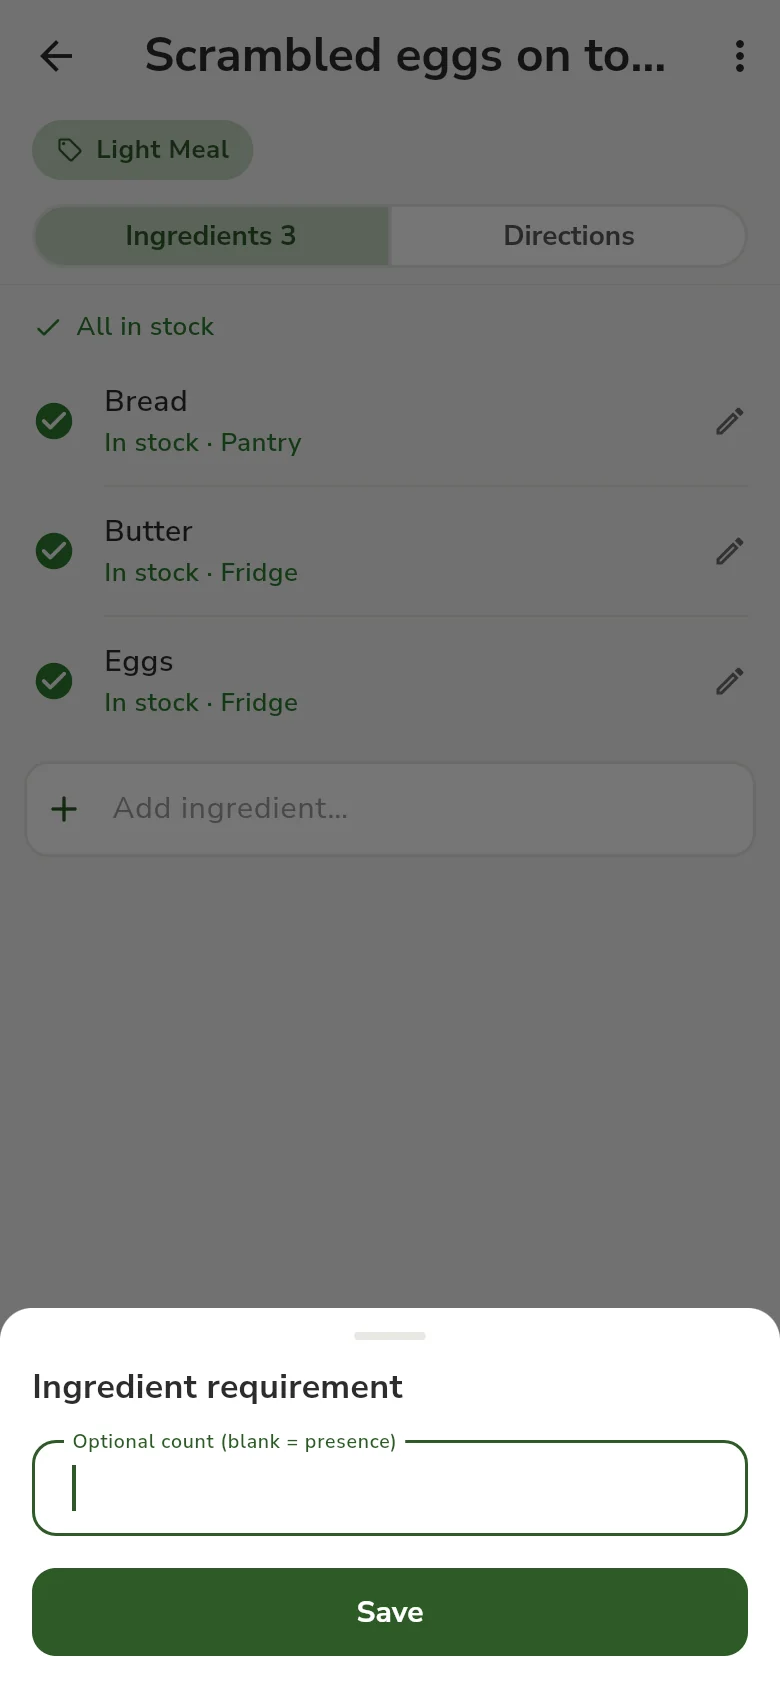 Scrambled eggs on to...
Light Meal
Ingredients 3
Directions
All in stock
Bread
In stock · Pantry
Butter
In stock · Fridge
Eggs
In stock · Fridge
Add ingredient...
Ingredient requirement
Optional count (blank = presence)
Save